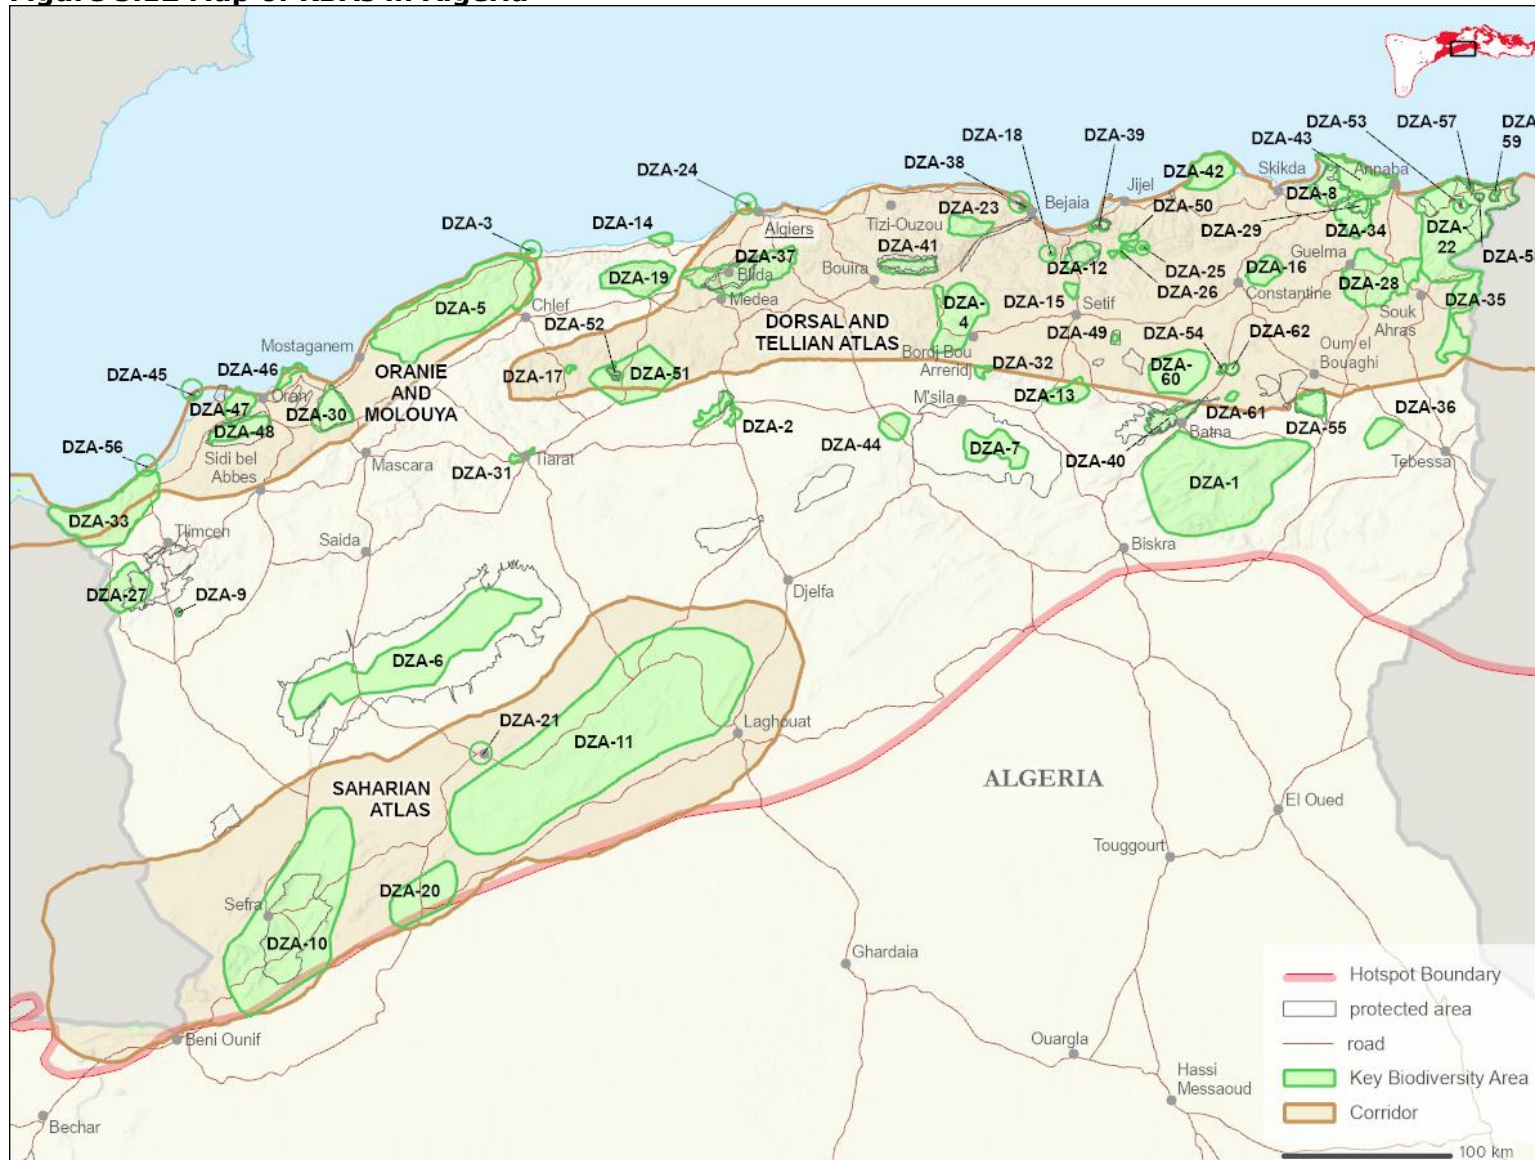 DZA-53
DZA-57
DZA
59
DZA-18
DZA-39
DZA-43
DZA-38
DZA-42
Skikda
Annaba
DZA-24
DZA-8
Jijel
Bejaia
DZA-50
DZA-23
Tizi-Ouzou
DZA-3
DZA-14
Algiers
DZA-29
DZA-34
DZA-
22
DZA-41
DZA-37
Blida
Bouira
DZA-12
DZA-25
DZA-16
Guelma
DZA-19
DZA-26
DZA-28
DZA-35
Medea
DZA-15
Setif
Constantine
DZA-5
Chlef
DZA-4
Souk
Ahras
DORSAL AND
TELLIAN ATLAS
DZA-52
DZA-49
DZA-54
DZA-62
Mostaganem
Bordj Bou
Arreridj
Oum el
Bouaghi
DZA-46
DZA-45
ORANIE
AND
MOLOUYA
DZA-17
DZA-51
DZA-32
DZA-
60
Oran
M'sila
DZA-13
DZA-47
DZA-30
DZA-61
DZA-36
DZA-48
DZA-2
DZA-44
Batna
DZA-55
DZA-56
Sidi bel
Abbes
Mascara
DZA-31
Tiarat
DZA-7
DZA-40
Tebessa
DZA-1
DZA-33
Tlimcen
Saida
Biskra
DZA-27
DZA-9
Djelfa
DZA-6
DZA-21
Laghouat
DZA-11
SAHARIAN
ATLAS
ALGERIA
El Oued
Touggourt
DZA-20
Sefra
DZA-10
Ghardaia
Beni Ounif
Ouargla
Hassi
Messaoud
Bechar
Hotspot Boundary
protected area
road
Key Biodiversity Area
Corridor
100 km